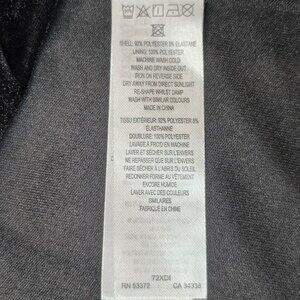 SHELL: 92% POLYESTER 8% ELASTANE
LINING: 100% POLYESTER
MACHINE WASH COLD
WASH AND DRY INSIDE-OUT
IRON ON REVERSE SIDE
DRY AWAY FROM DIRECT SUNLIGHT
RE-SHAPE WHILST DAMP
WASH WITH SIMILAR COLOURS
MADE IN CHINA
TISSU EXTÉRIEUR: 92% POLYESTER 8%
ÉLASTHANNE
DOUBLURE: 100% POLYESTER
LAVAGE À FROID EN MACHINE
LAVER ET SÉCHER SUR L'ENVERS
NE REPASSER QUE SUR L'ENVERS
FAIRE SÉCHER À L'ABRIS DU SOLEIL
REDONNER FORME AU VÊTEMENT
ENCORE HUMIDE
LAVER AVEC DES COULEURS
SIMILAIRES
FABRIQUÉ EN CHINE
72XDI
RN 53372 CA 34338